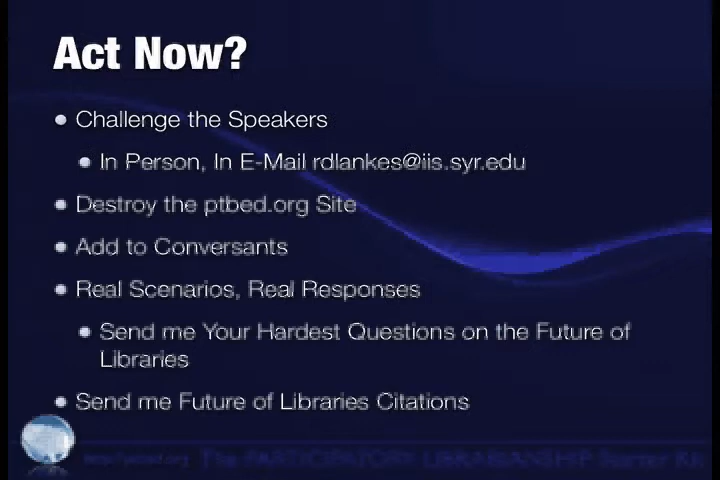 Act Now?
Challenge the Speakers
In Person, In E-Mail rdlankes@iis.syr.edu
Destroy the ptbed.org Site
Add to Conversants
Real Scenarios, Real Responses
Send me Your Hardest Questions on the Future of
Libraries
Send me Future of Libraries Citations
The PARTICIPATORY LIBRARIANSHIP Starter Kit